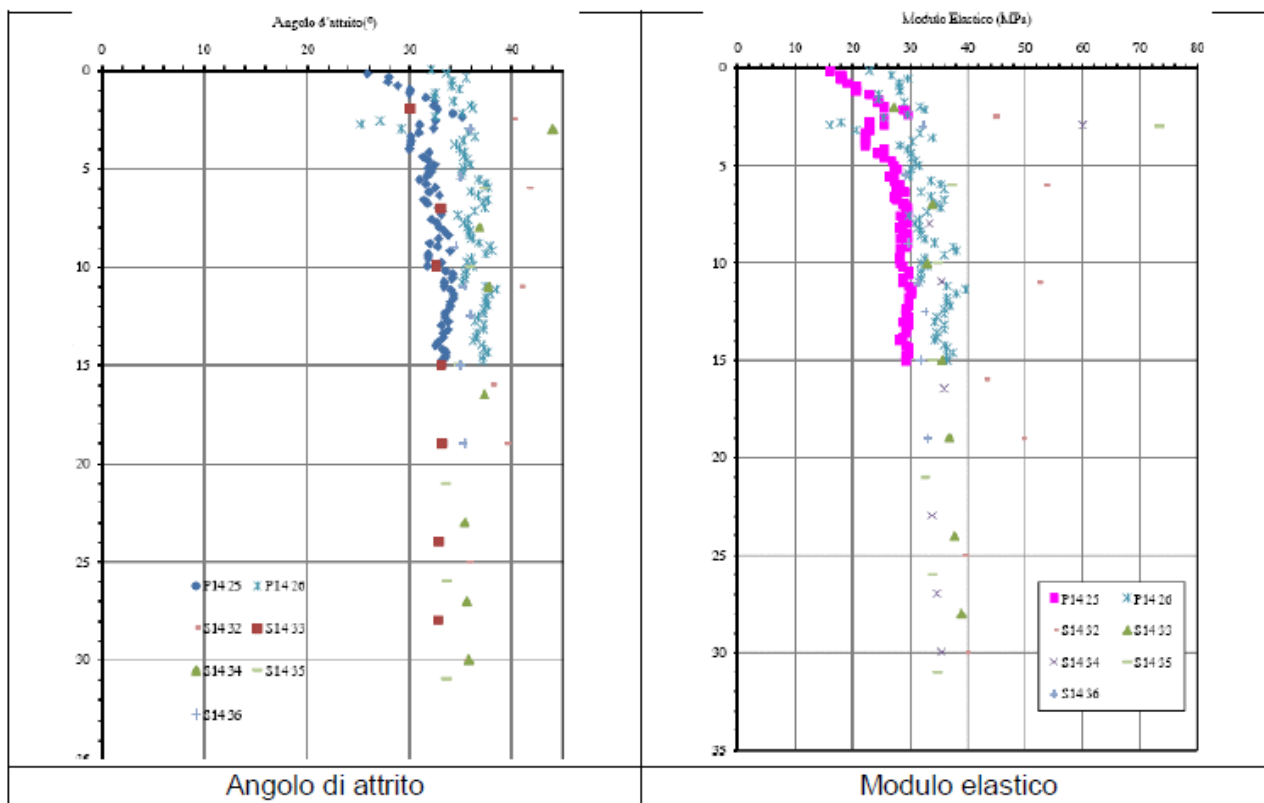 Angolo d'attrito(°)
0 10 20 30 40
0
5
10
15
20
25
30
P14 25 P14 26
S14 32 S14 33
S14 34 S14 35
S14 36
Angolo di attrito
Modulo Elastico (MPa)
0 10 20 30 40 50 60 70 80
0
5
10
15
20
25
30
35
P14 25 P14 26
S14 32 S14 33
S14 34 S14 35
S14 36
Modulo elastico